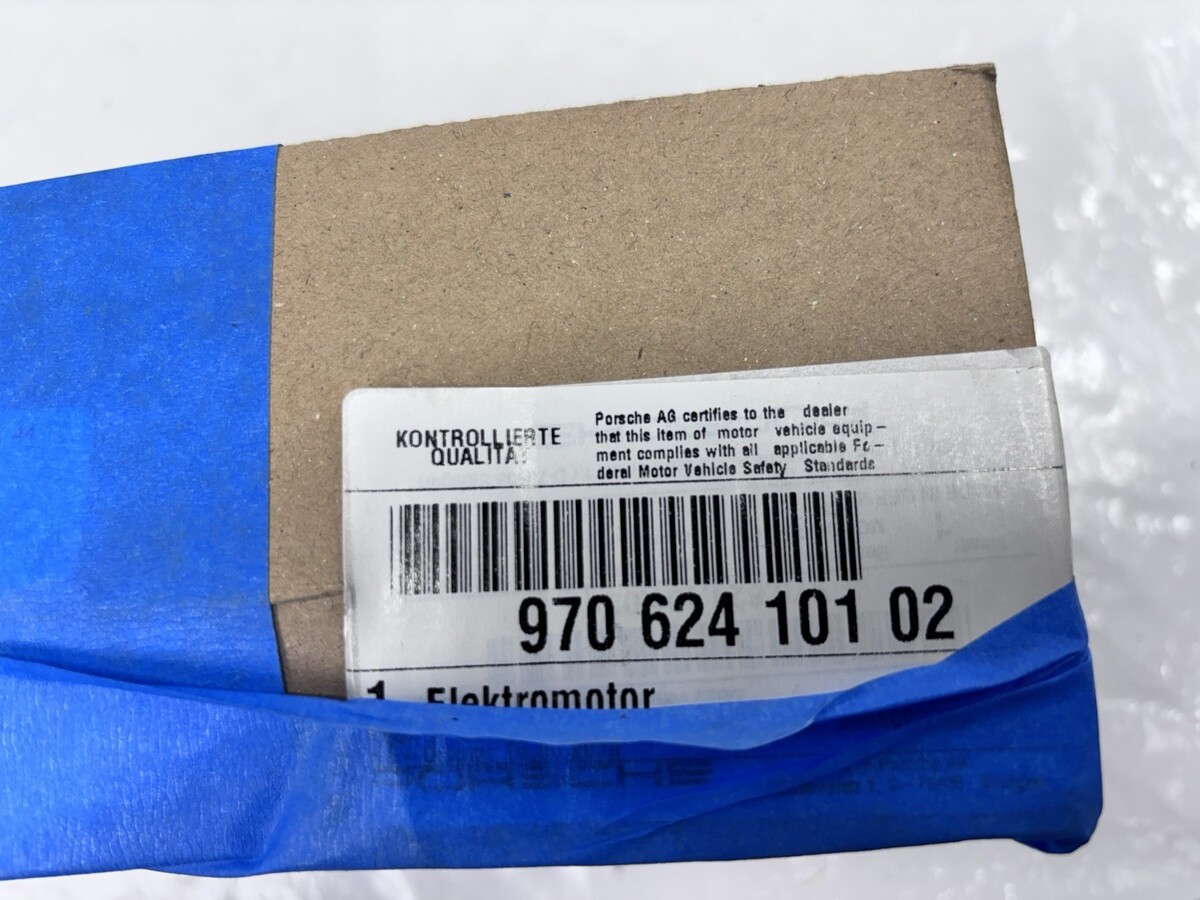 KONTROLLIERTE
QUALITÄT
Porsche AG certifies to the dealer
that this item of motor vehicle equip-
ment complies with all applicable Fe-
deral Motor Vehicle Safety Standards
970 624 101 02
1 Elektromotor
PORSCHE